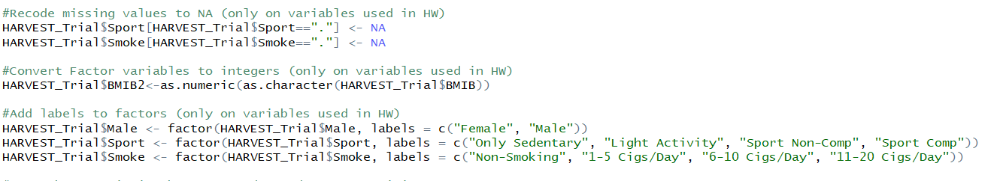 #Recode missing values to NA (only on variables used in HW)
HARVEST_Trial$Sport[HARVEST_Trial$Sport=="."] <- NA
HARVEST_Trial$Smoke[HARVEST_Trial$Smoke=="."] <- NA
#Convert Factor variables to integers (only on variables used in HW)
HARVEST_Trial$BMIB2<-as.numeric(as.character(HARVEST_Trial$BMIB))
#Add labels to factors (only on variables used in HW)
HARVEST_Trial$Male <- factor(HARVEST_Trial$Male, labels = c("Female", "Male"))
HARVEST_Trial$Sport <- factor(HARVEST_Trial$Sport, labels = c("Only Sedentary", "Light Activity", "Sport Non-Comp", "Sport Comp"))
HARVEST_Trial$Smoke <- factor(HARVEST_Trial$Smoke, labels = c("Non-Smoking", "1-5 Cigs/Day", "6-10 Cigs/Day", "11-20 Cigs/Day"))